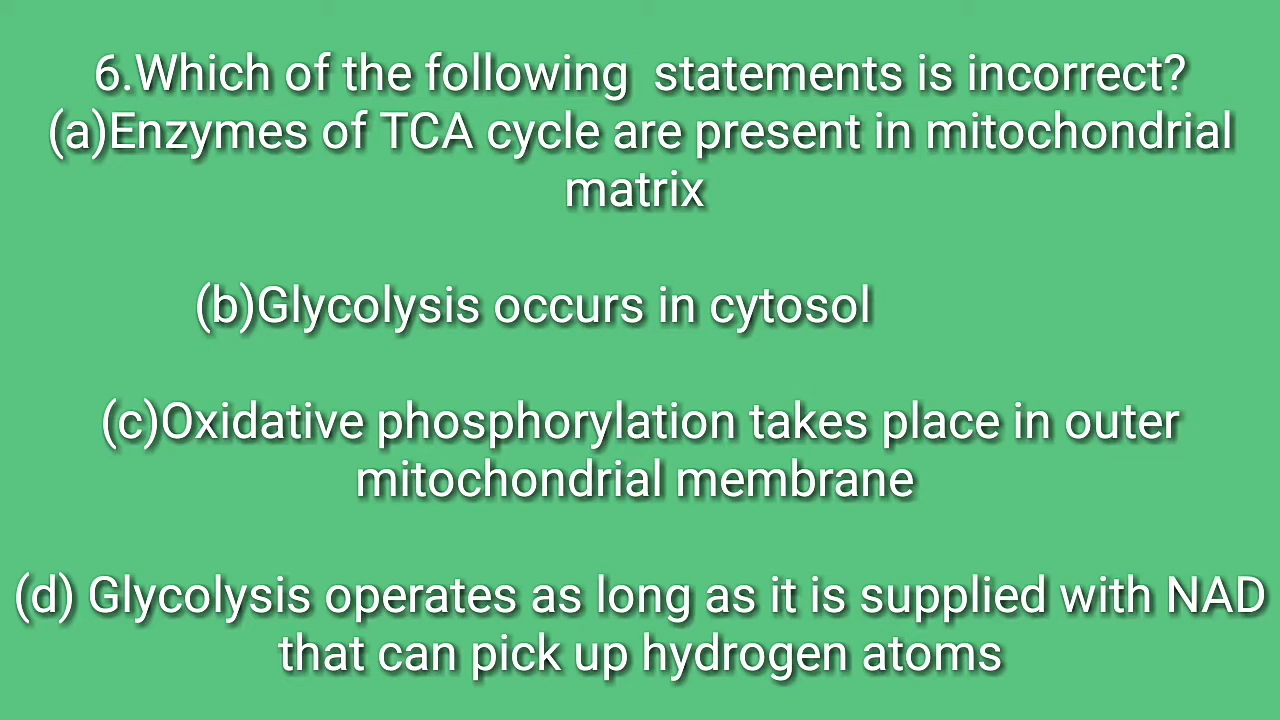 6.Which of the following  statements is incorrect?
(a)Enzymes of TCA cycle are present in mitochondrial
matrix
(b)Glycolysis occurs in cytosol
(c)Oxidative phosphorylation takes place in outer
mitochondrial membrane
(d) Glycolysis operates as long as it is supplied with NAD
that can pick up hydrogen atoms